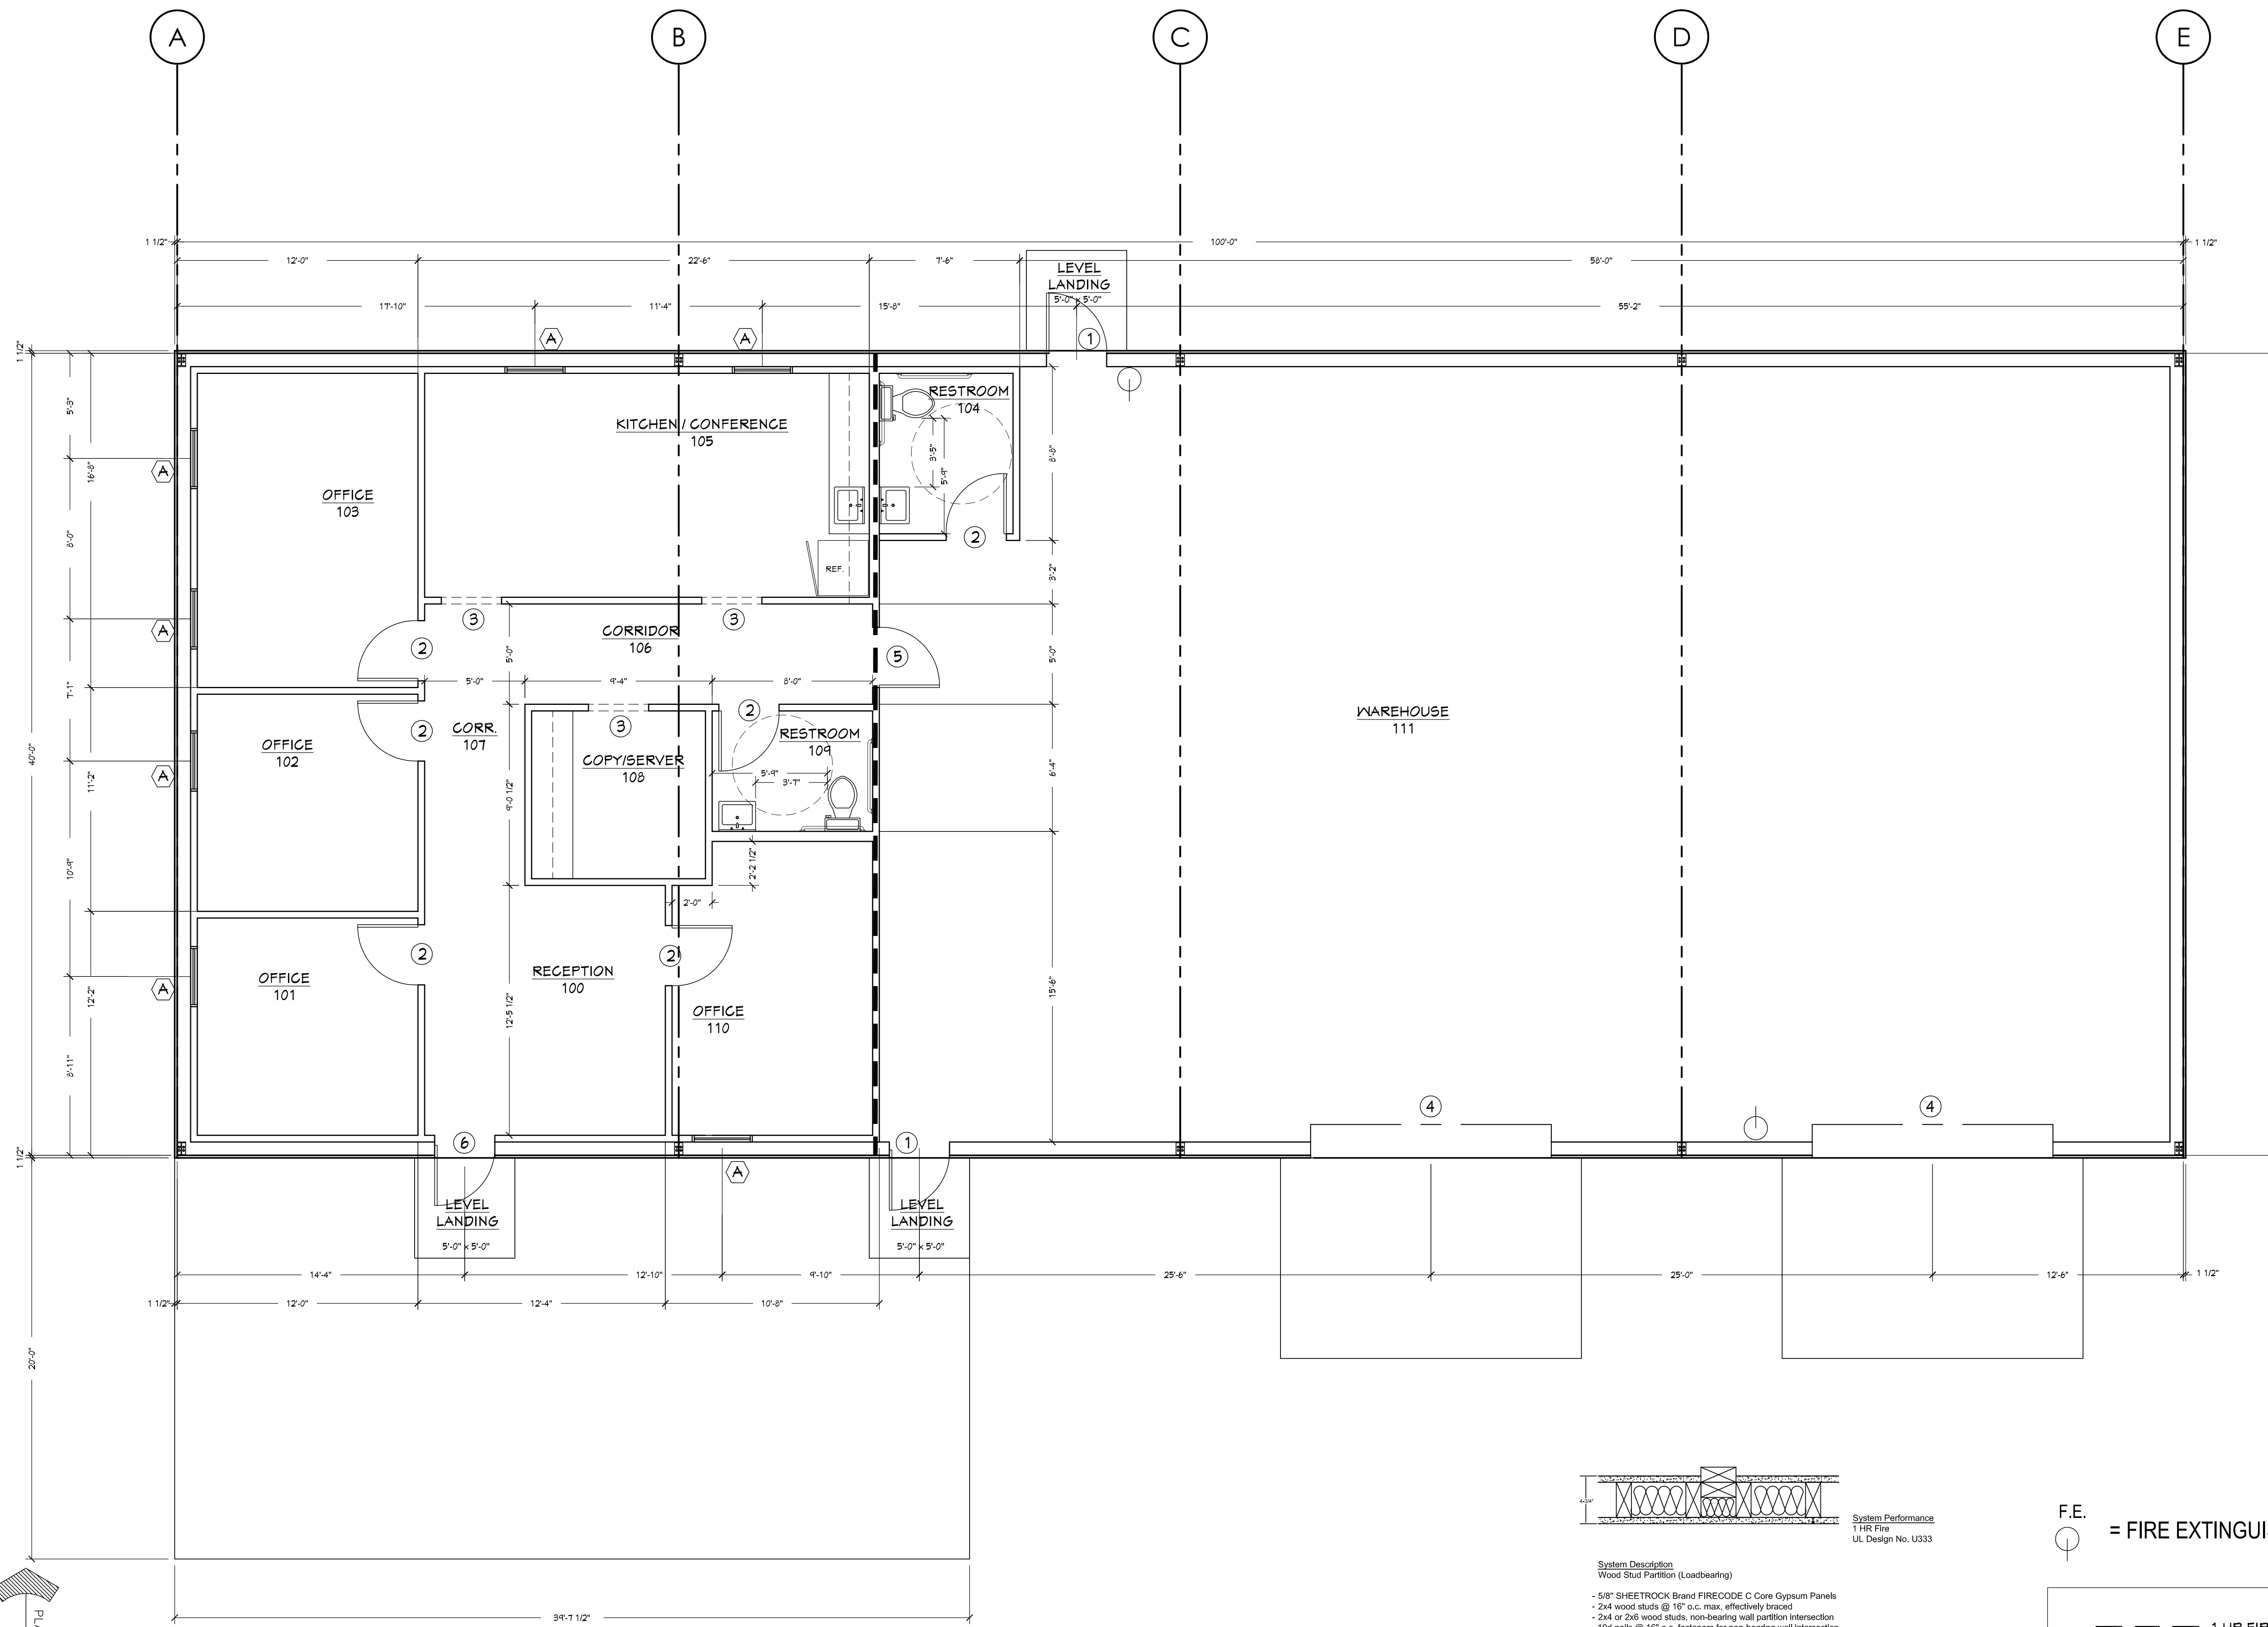 A B C D E
1 1/2" 100'-0" 1 1/2"
12'-0" 22'-6" 7'-6" 58'-0"
LEVEL
LANDING
5'-0" x 5'-0"
17'-10" 11'-4" 15'-8" 55'-2"
A A 1
1 1/2"
5'-3"
16'-8"
8'-0"
7'-1"
40'-0"
11'-2"
10'-9"
12'-2"
8'-11"
1 1/2"
20'-0"
A
A
A
A
OFFICE
103
KITCHEN / CONFERENCE
105
RESTROOM
104
3'-5"
5'-9"
8'-8"
2
REF.
3'-2"
3 3
CORRIDOR
106
2
5'-0"
5
5'-0"
5'-0" 9'-4" 8'-0"
2
CORR.
107
3
2
RESTROOM
109
OFFICE
102
COPY/SERVER
108
5'-9"
3'-7"
9'-0 1/2"
6'-4"
WAREHOUSE
111
2'-2 1/2"
2'-0"
2
2
OFFICE
101
RECEPTION
100
12'-5 1/2"
OFFICE
110
15'-6"
4 4
6 1
A
LEVEL
LANDING
5'-0" x 5'-0"
LEVEL
LANDING
5'-0" x 5'-0"
14'-4" 12'-10" 9'-10" 25'-6" 25'-0" 12'-6" 1 1/2"
1 1/2" 12'-0" 12'-4" 10'-8"
39'-7 1/2"
4-3/4"
System Performance
1 HR Fire
UL Design No. U333
System Description
Wood Stud Partition (Loadbearing)
- 5/8" SHEETROCK Brand FIRECODE C Core Gypsum Panels
- 2x4 wood studs @ 16" o.c. max, effectively braced
- 2x4 or 2x6 wood studs, non-bearing wall partition intersection
F.E.
= FIRE EXTINGUI